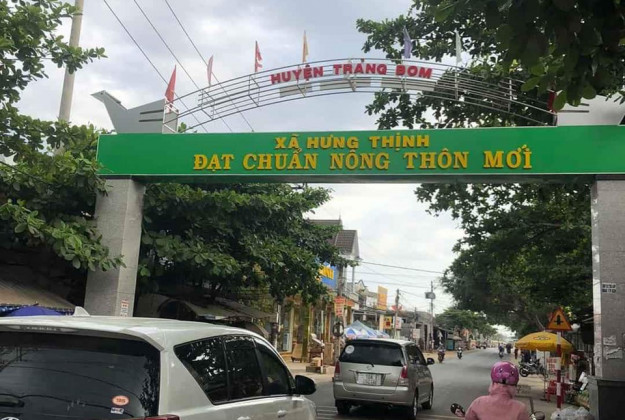 HUYỆN TRẢNG BOM
XÃ HƯNG THỊNH
ĐẠT CHUẨN NÔNG THÔN MỚI